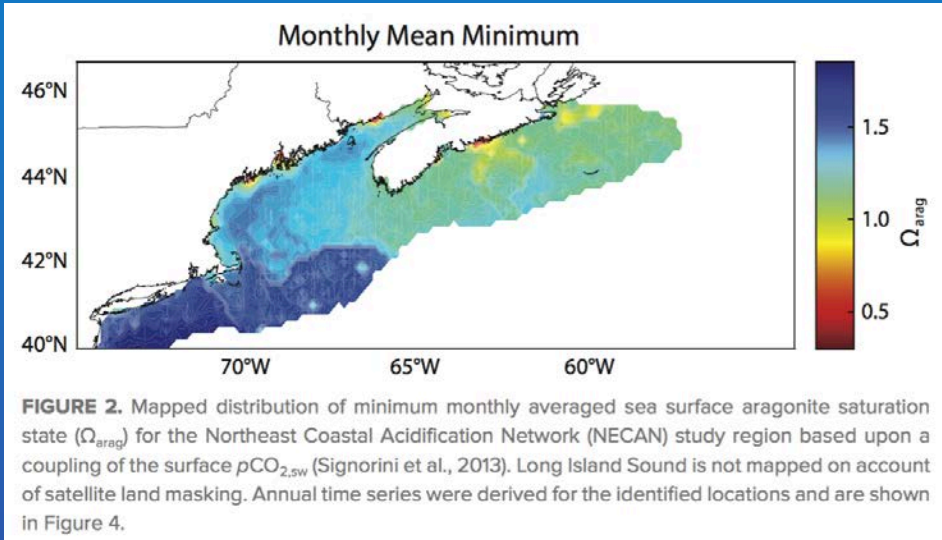 Monthly Mean Minimum
46°N
44°N
42°N
40°N
70°W
65°W
60°W
1.5
1.0
0.5
Ωarag
FIGURE 2. Mapped distribution of minimum monthly averaged sea surface aragonite saturation
state (Ωarag) for the Northeast Coastal Acidification Network (NECAN) study region based upon a
coupling of the surface pCO2,sw (Signorini et al., 2013). Long Island Sound is not mapped on account
of satellite land masking. Annual time series were derived for the identified locations and are shown
in Figure 4.